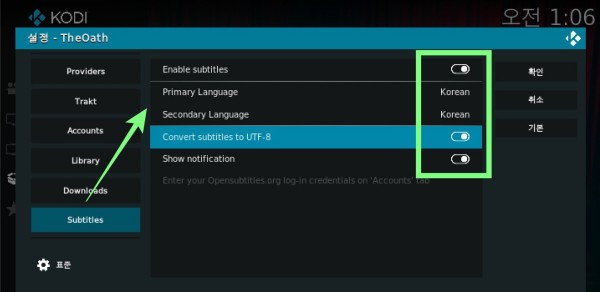 KODI
오전 1:06
설정 - TheOath
Providers
Trakt
Accounts
Library
Downloads
Subtitles
표준
Enable subtitles
Primary Language Korean
Secondary Language Korean
Convert subtitles to UTF-8
Show notification
Enter your Opensubtitles.org log-in credentials on 'Accounts' tab
확인
취소
기본